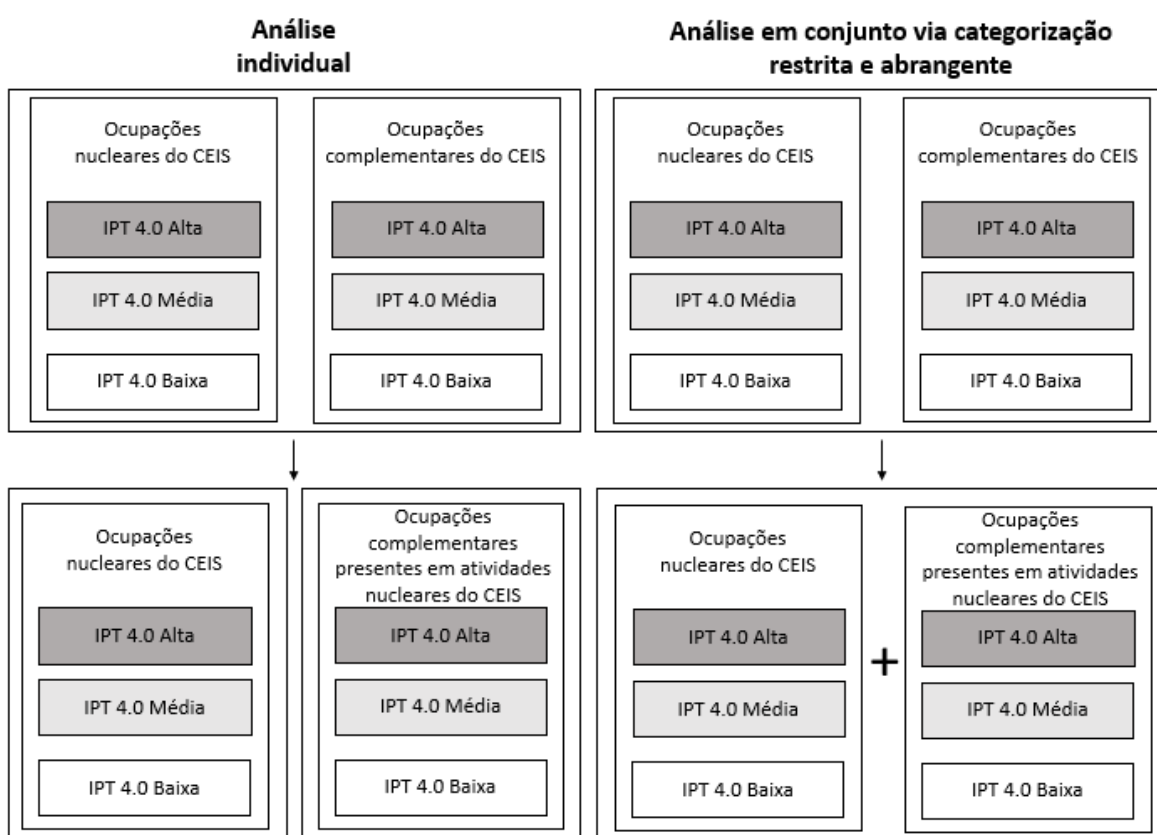 Análise
individual
Ocupações
nucleares do CEIS
IPT 4.0 Alta
IPT 4.0 Média
IPT 4.0 Baixa
Ocupações
complementares do CEIS
IPT 4.0 Alta
IPT 4.0 Média
IPT 4.0 Baixa
Ocupações
nucleares do CEIS
IPT 4.0 Alta
IPT 4.0 Média
IPT 4.0 Baixa
Ocupações
complementares
presentes em atividades
nucleares do CEIS
IPT 4.0 Alta
IPT 4.0 Média
IPT 4.0 Baixa
Análise em conjunto via categorização
restrita e abrangente
Ocupações
nucleares do CEIS
IPT 4.0 Alta
IPT 4.0 Média
IPT 4.0 Baixa
Ocupações
complementares do CEIS
IPT 4.0 Alta
IPT 4.0 Média
IPT 4.0 Baixa
Ocupações
nucleares do CEIS
IPT 4.0 Alta
IPT 4.0 Média
IPT 4.0 Baixa
+
Ocupações
complementares
presentes em atividades
nucleares do CEIS
IPT 4.0 Alta
IPT 4.0 Média
IPT 4.0 Baixa